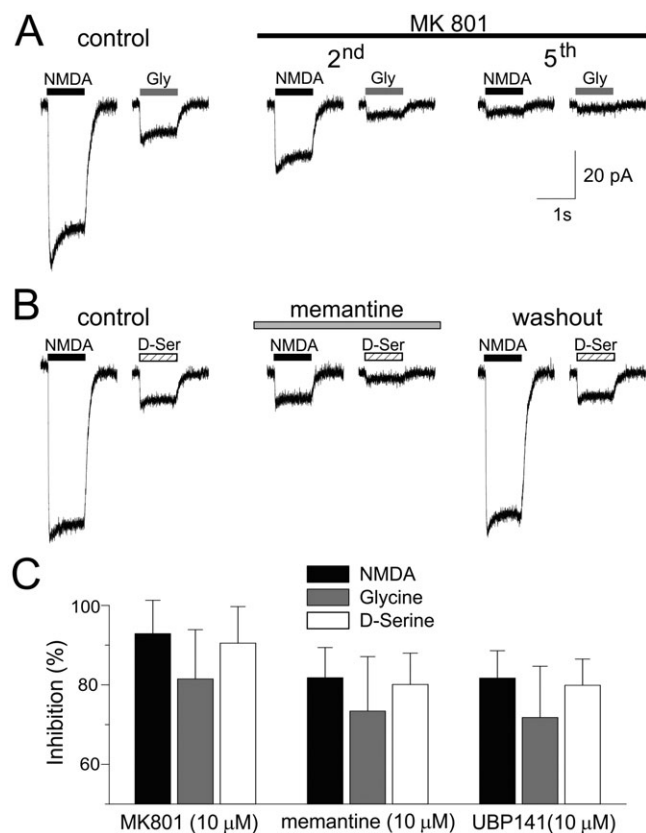 A
control
MK 801
2nd
5th
NMDA
Gly
NMDA
Gly
NMDA
Gly
20 pA
1s
B
control
memantine
washout
NMDA
D-Ser
NMDA
D-Ser
NMDA
D-Ser
C
NMDA
Glycine
D-Serine
Inhibition (%)
100
80
60
MK801 (10 µM)
memantine (10 µM)
UBP141(10 µM)